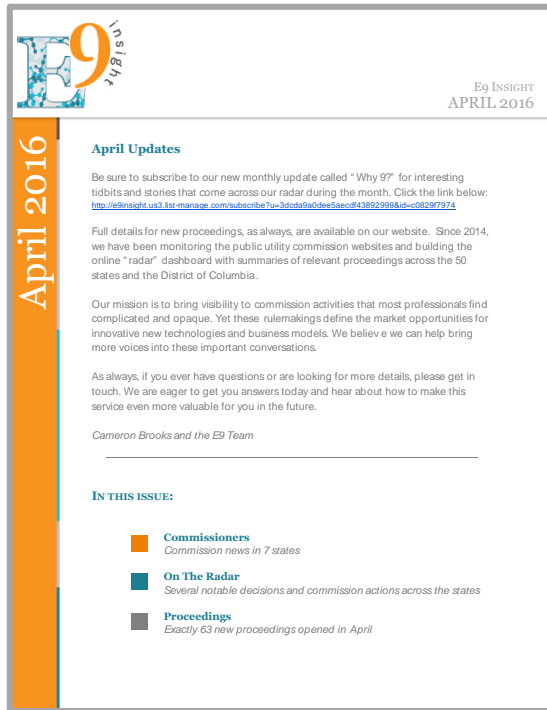 E9 insight
E9 INSIGHT
APRIL 2016
April 2016
April Updates
Be sure to subscribe to our new monthly update called "Why 9?" for interesting
tidbits and stories that come across our radar during the month. Click the link below:
http://e9insight.us3.list-manage.com/subscribe?u=3dcda9a0dee5aecdf43892999&id=c0829f7974
Full details for new proceedings, as always, are available on our website. Since 2014,
we have been monitoring the public utility commission websites and building the
online "radar" dashboard with summaries of relevant proceedings across the 50
states and the District of Columbia.
Our mission is to bring visibility to commission activities that most professionals find
complicated and opaque. Yet these rulemakings define the market opportunities for
innovative new technologies and business models. We believe we can help bring
more voices into these important conversations.
As always, if you ever have questions or are looking for more details, please get in
touch. We are eager to get you answers today and hear about how to make this
service even more valuable for you in the future.
Cameron Brooks and the E9 Team
IN THIS ISSUE:
Commissioners
Commission news in 7 states
On The Radar
Several notable decisions and commission actions across the states
Proceedings
Exactly 63 new proceedings opened in April